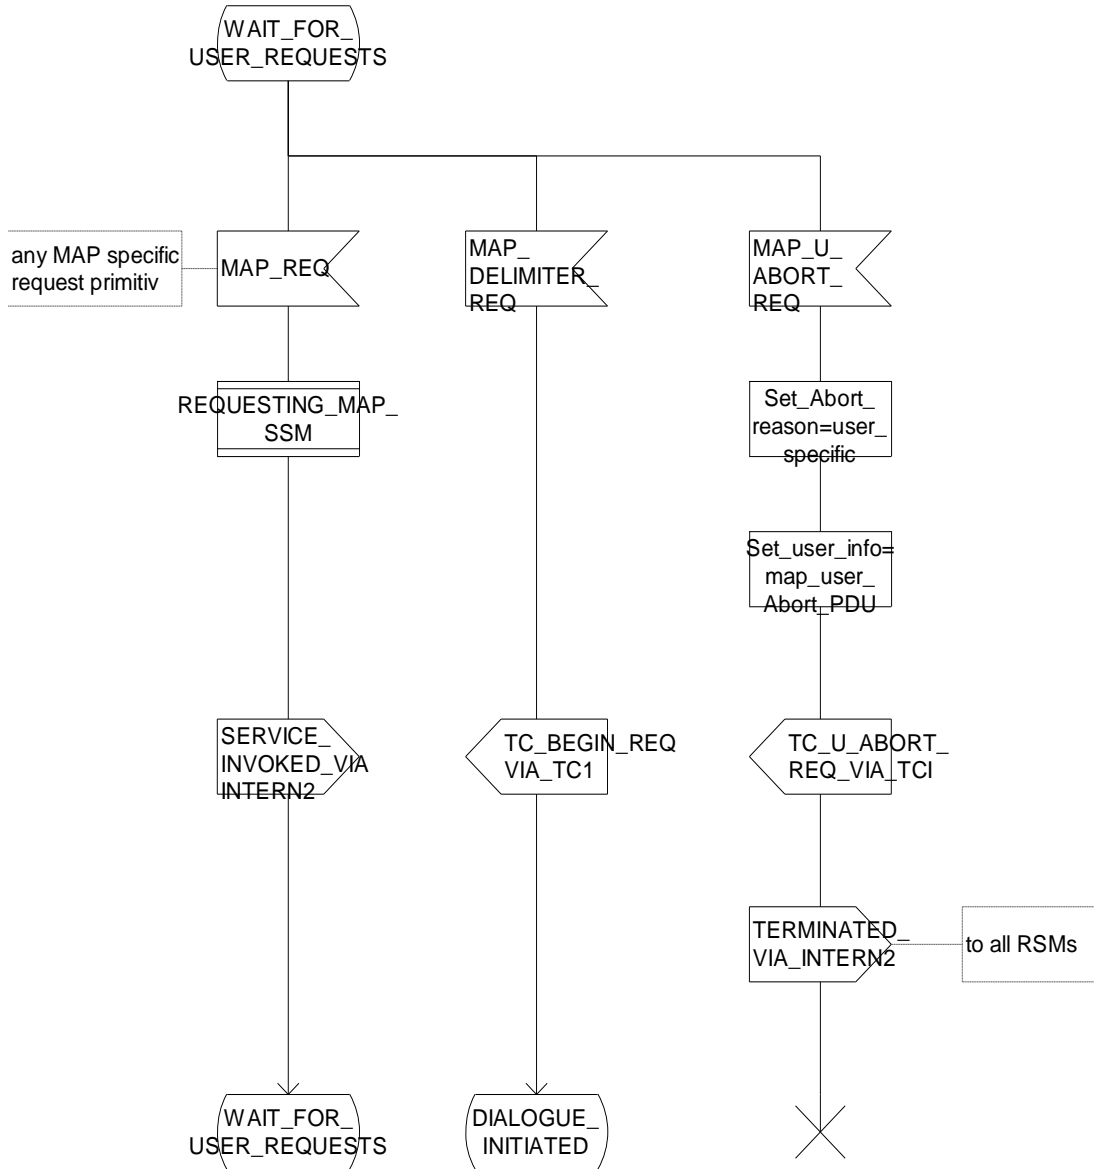 WAIT_FOR_
USER_REQUESTS
any MAP specific
request primitiv
MAP_REQ
MAP_
DELIMITER_
REQ
MAP_U_
ABORT_
REQ
REQUESTING_MAP_
SSM
Set_Abort_
reason=user_
specific
Set_user_info=
map_user_
Abort_PDU
SERVICE_
INVOKED_VIA
INTERN2
TC_BEGIN_REQ
VIA_TC1
TC_U_ABORT_
REQ_VIA_TCI
TERMINATED_
VIA_INTERN2
to all RSMs
WAIT_FOR_
USER_REQUESTS
DIALOGUE_
INITIATED